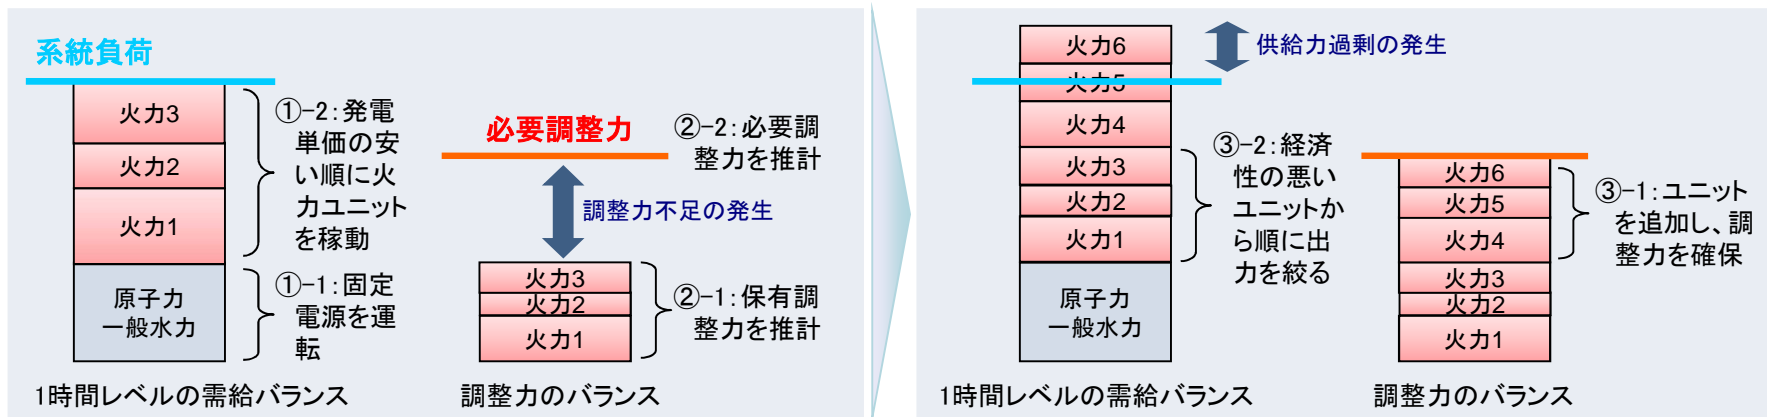 系統負荷
火力3
火力2
火力1
原子力
一般水力
①-2：発電
単価の安
い順に火
力ユニット
を稼動
①-1：固定
電源を運
転
1時間レベルの需給バランス
必要調整力
②-2：必要調
整力を推計
調整力不足の発生
火力3
火力2
火力1
②-1：保有調
整力を推計
調整力のバランス
火力6
火力5
火力4
火力3
火力2
火力1
原子力
一般水力
供給力過剰の発生
③-2：経済
性の悪い
ユニットか
ら順に出
力を絞る
1時間レベルの需給バランス
火力6
火力5
火力4
火力3
火力2
火力1
③-1：ユニット
を追加し、調
整力を確保
調整力のバランス